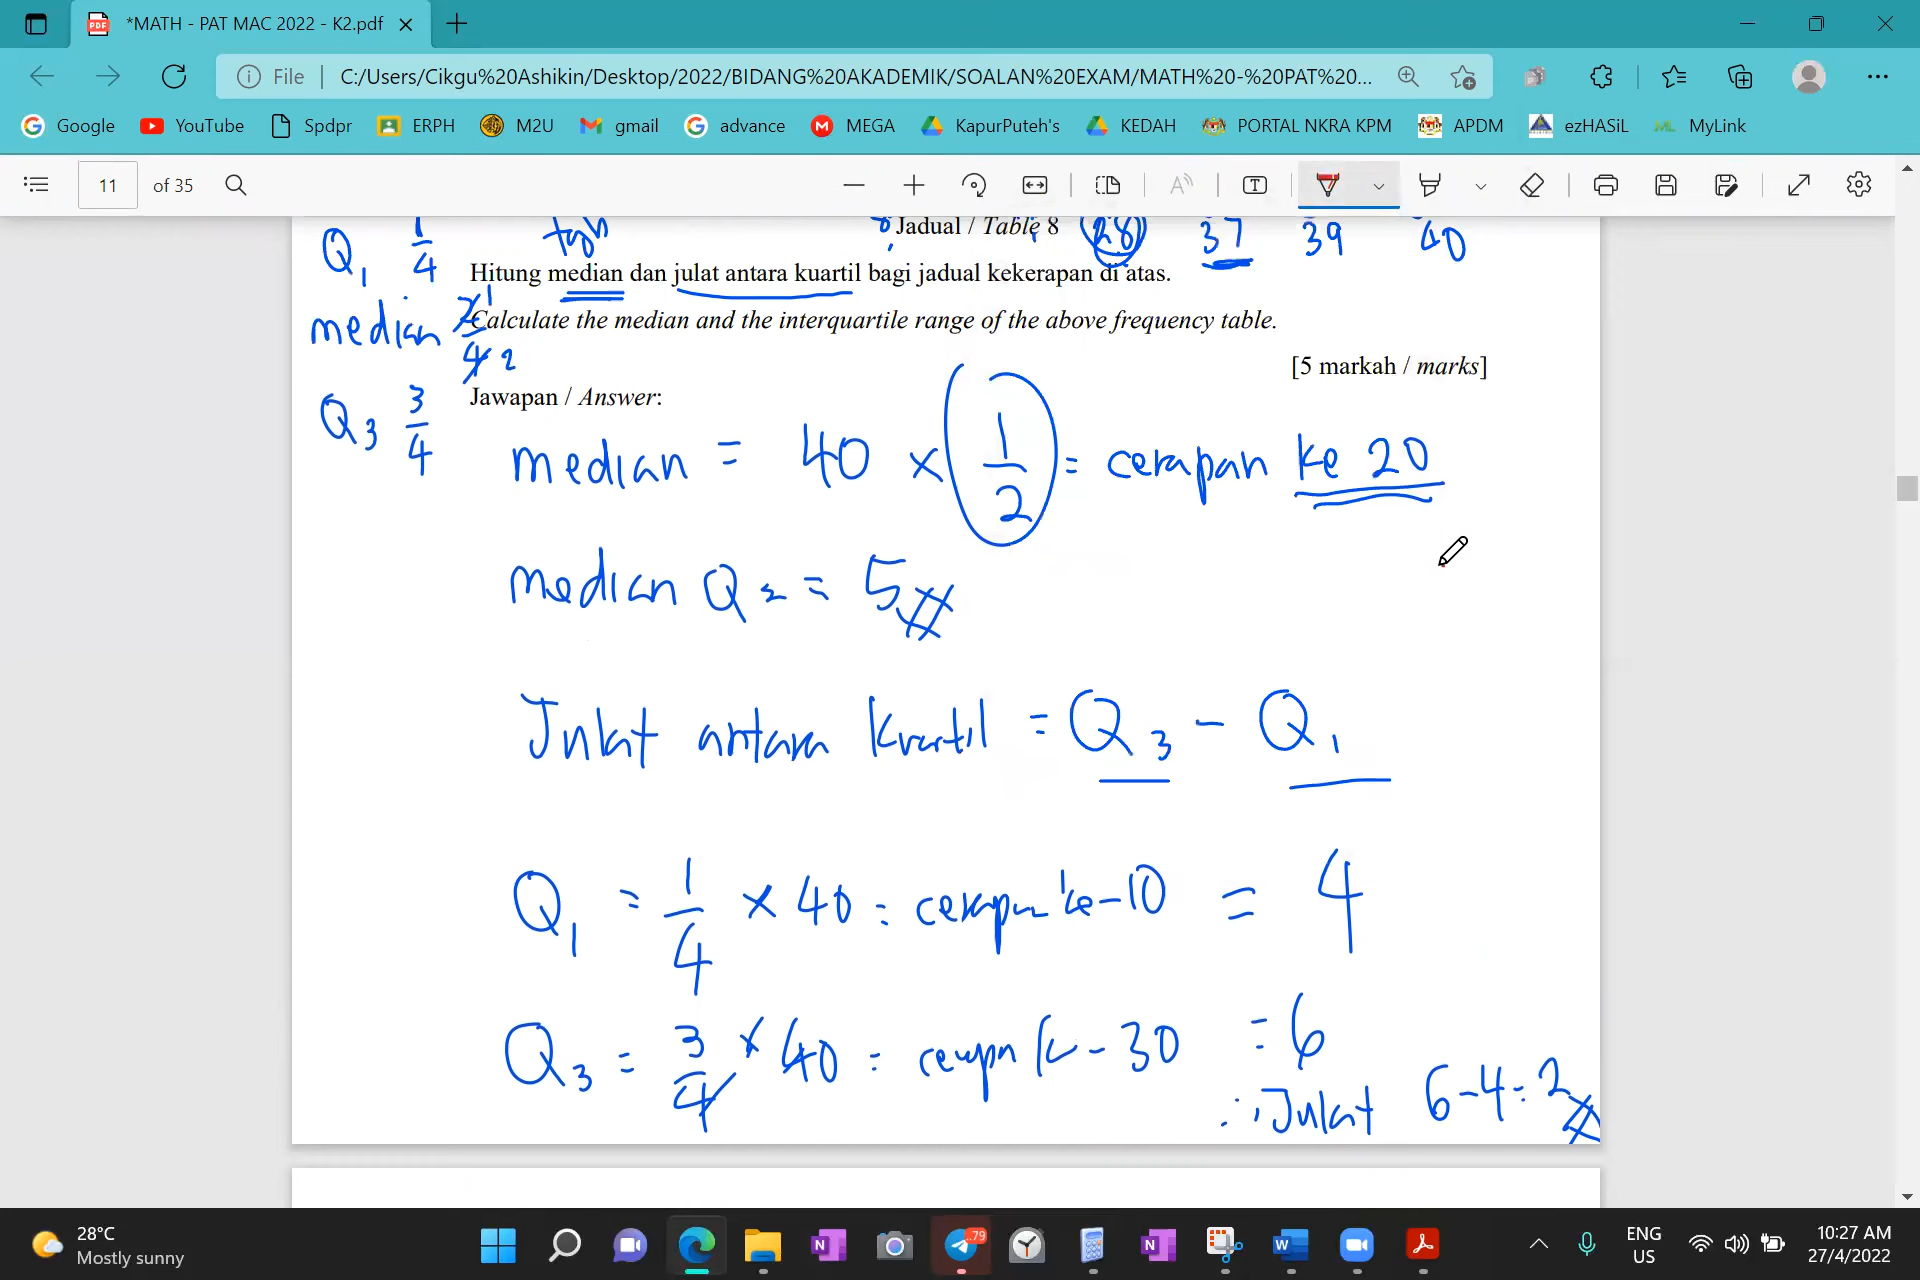 *MATH - PAT MAC 2022 - K2.pdf
File | C:/Users/Cikgu%20Ashikin/Desktop/2022/BIDANG%20AKADEMIK/SOALAN%20EXAM/MATH%20-%20PAT%20...
Google YouTube Spdpr ERPH M2U gmail advance MEGA KapurPuteh's KEDAH PORTAL NKRA KPM APDM ezHASiL MyLink
11 of 35
Jadual / Table 8 28 37 39 40
Q1 1/4
Hitung median dan julat antara kuartil bagi jadual kekerapan di atas.
median 2/4 1 2
Calculate the median and the interquartile range of the above frequency table.
[5 markah / marks]
Q3 3/4
Jawapan / Answer:
median = 40 × 1/2 = cerapan ke 20
median Q2 = 5
Julat antara kuartil = Q3 - Q1
Q1 = 1/4 × 40 = cerapan ke-10 = 4
Q3 = 3/4 × 40 = cerapn k - 30 = 6
∴ Julat 6-4=2
28°C
Mostly sunny
79
ENG
US
10:27 AM
27/4/2022